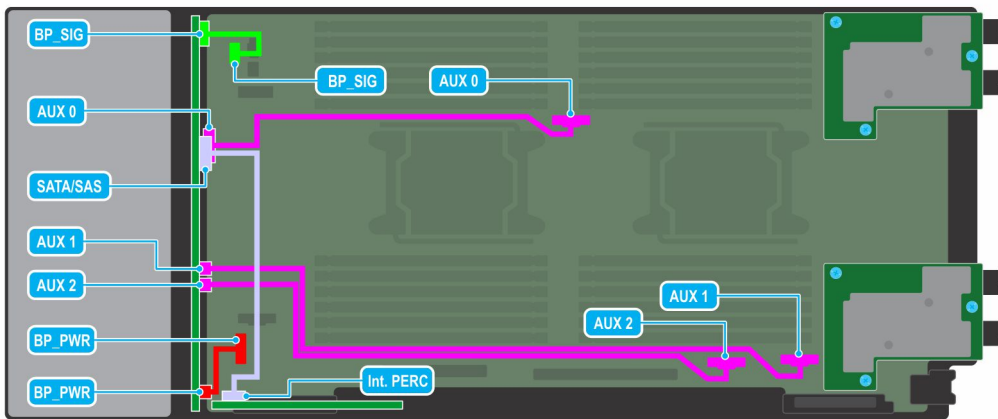 BP_SIG
BP_SIG
AUX 0
AUX 0
SATA/SAS
AUX 1
AUX 2
AUX 1
AUX 2
BP_PWR
BP_PWR
Int. PERC